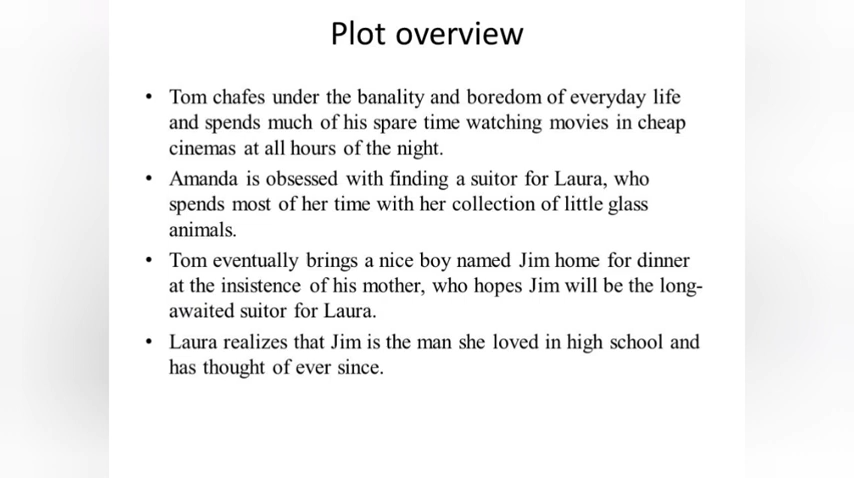 Plot overview
• Tom chafes under the banality and boredom of everyday life
and spends much of his spare time watching movies in cheap
cinemas at all hours of the night.
• Amanda is obsessed with finding a suitor for Laura, who
spends most of her time with her collection of little glass
animals.
• Tom eventually brings a nice boy named Jim home for dinner
at the insistence of his mother, who hopes Jim will be the long-
awaited suitor for Laura.
• Laura realizes that Jim is the man she loved in high school and
has thought of ever since.